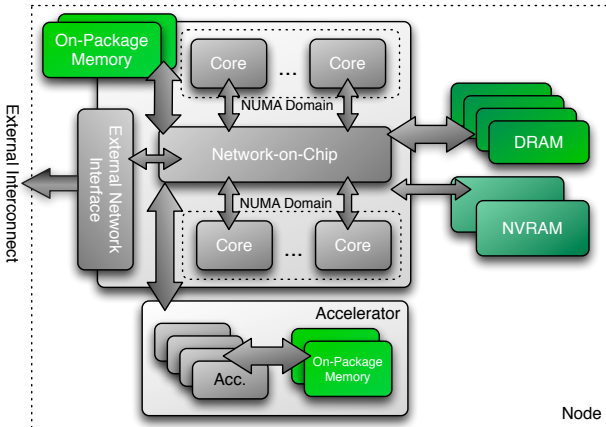 On-Package
Memory
Core
...
Core
NUMA Domain
External Interconnect
External Network
Interface
Network-on-Chip
DRAM
NUMA Domain
Core
...
Core
NVRAM
Accelerator
Acc.
On-Package
Memory
Node